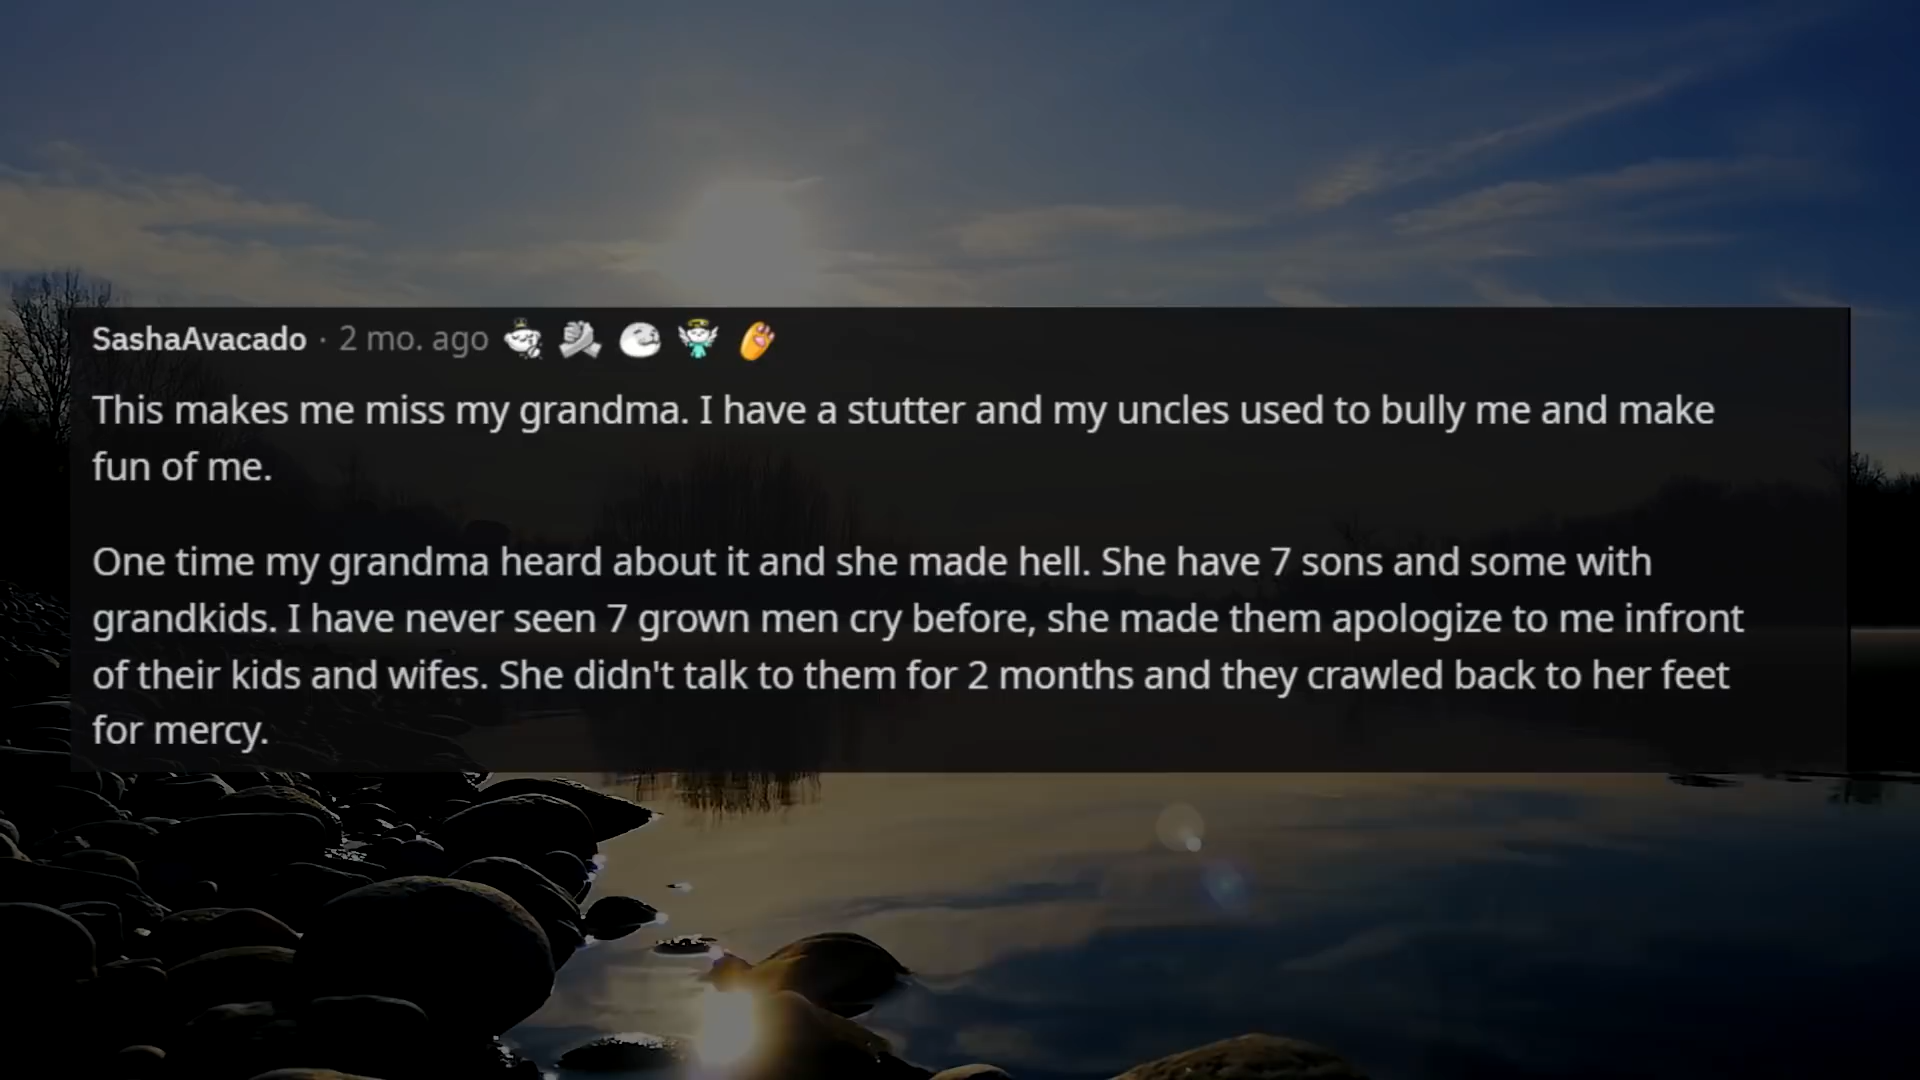 SashaAvacado · 2 mo. ago
This makes me miss my grandma. I have a stutter and my uncles used to bully me and make
fun of me.
One time my grandma heard about it and she made hell. She have 7 sons and some with
grandkids. I have never seen 7 grown men cry before, she made them apologize to me infront
of their kids and wifes. She didn't talk to them for 2 months and they crawled back to her feet
for mercy.